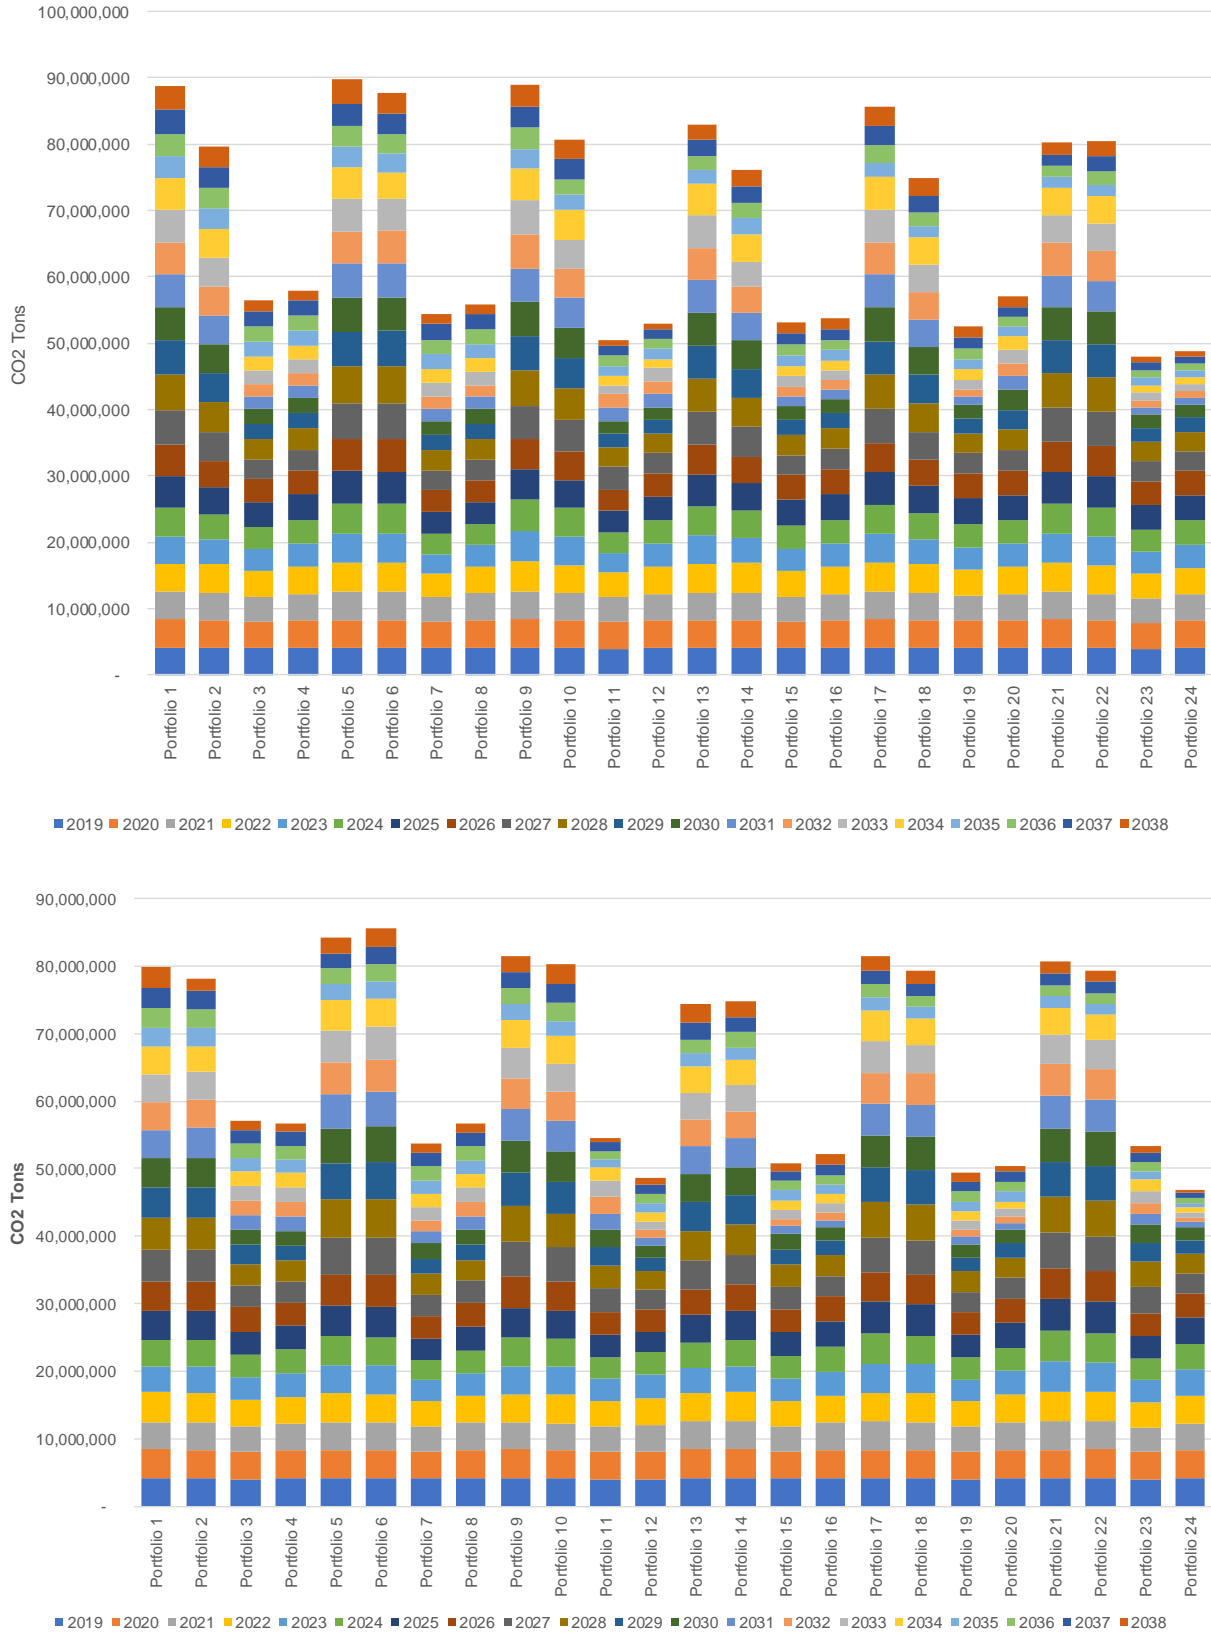 100,000,000
90,000,000
80,000,000
70,000,000
60,000,000
50,000,000
40,000,000
30,000,000
20,000,000
10,000,000
-
CO2 Tons
Portfolio 1
Portfolio 2
Portfolio 3
Portfolio 4
Portfolio 5
Portfolio 6
Portfolio 7
Portfolio 8
Portfolio 9
Portfolio 10
Portfolio 11
Portfolio 12
Portfolio 13
Portfolio 14
Portfolio 15
Portfolio 16
Portfolio 17
Portfolio 18
Portfolio 19
Portfolio 20
Portfolio 21
Portfolio 22
Portfolio 23
Portfolio 24
2019 2020 2021 2022 2023 2024 2025 2026 2027 2028 2029 2030 2031 2032 2033 2034 2035 2036 2037 2038
90,000,000
80,000,000
70,000,000
60,000,000
50,000,000
40,000,000
30,000,000
20,000,000
10,000,000
-
CO2 Tons
Portfolio 1
Portfolio 2
Portfolio 3
Portfolio 4
Portfolio 5
Portfolio 6
Portfolio 7
Portfolio 8
Portfolio 9
Portfolio 10
Portfolio 11
Portfolio 12
Portfolio 13
Portfolio 14
Portfolio 15
Portfolio 16
Portfolio 17
Portfolio 18
Portfolio 19
Portfolio 20
Portfolio 21
Portfolio 22
Portfolio 23
Portfolio 24
2019 2020 2021 2022 2023 2024 2025 2026 2027 2028 2029 2030 2031 2032 2033 2034 2035 2036 2037 2038